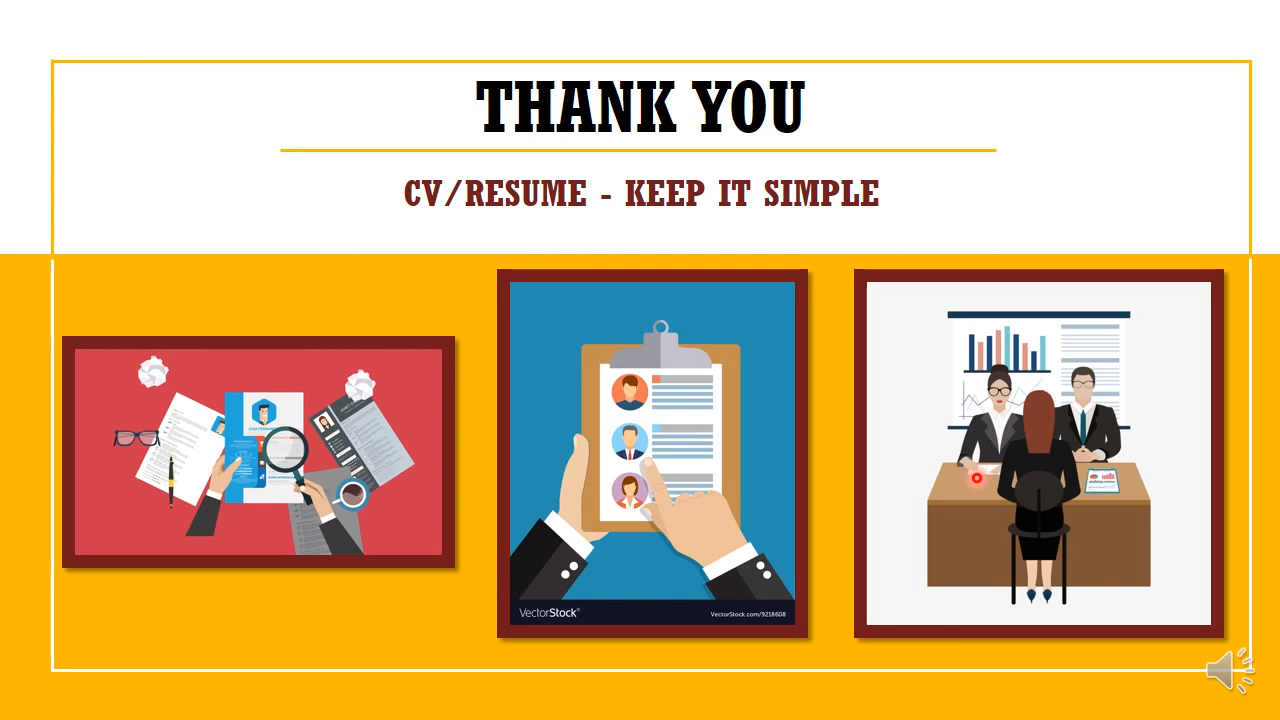 THANK YOU
CV/RESUME - KEEP IT SIMPLE
VectorStock®
VectorStock.com/9218608